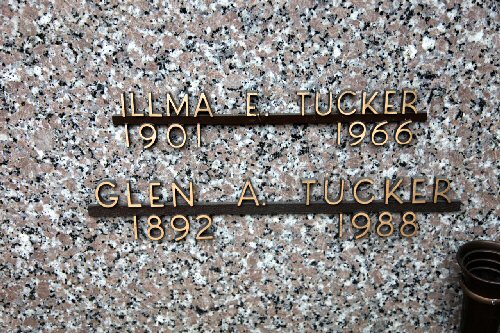 ILLMA E. TUCKER
1901 1966
GLEN A. TUCKER
1892 1988